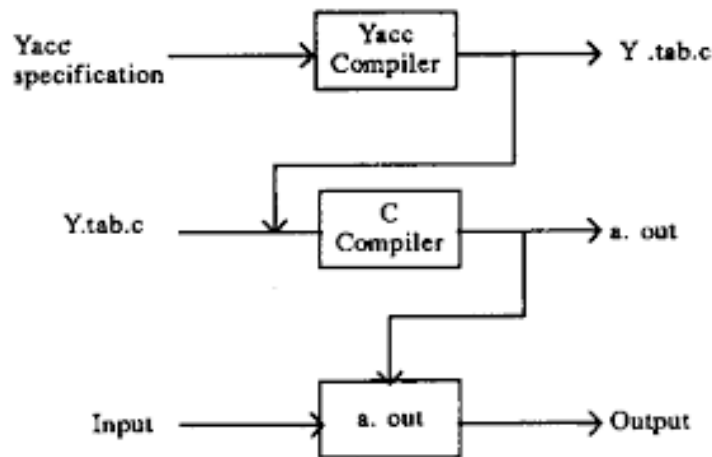 Yacc
specification
Yacc
Compiler
Y .tab.c
Y.tab.c
C
Compiler
a. out
Input
a. out
Output